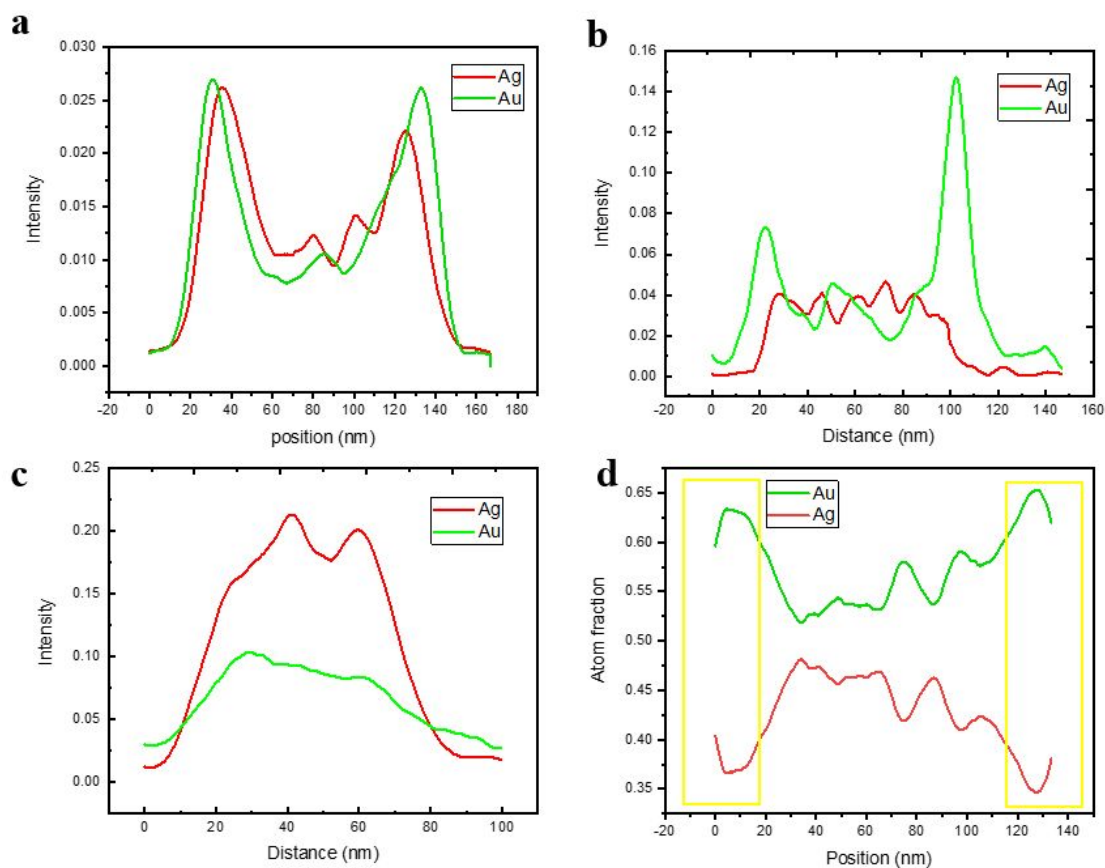 a
0.030
0.025
0.020
0.015
0.010
0.005
0.000
Intensity
Ag
Au
-20 0 20 40 60 80 100 120 140 160 180
position (nm)
b
0.16
0.14
0.12
0.10
0.08
0.06
0.04
0.02
0.00
Intensity
Ag
Au
-20 0 20 40 60 80 100 120 140 160
Distance (nm)
c
0.25
0.20
0.15
0.10
0.05
0.00
Intensity
Ag
Au
0 20 40 60 80 100
Distance (nm)
d
0.65
0.60
0.55
0.50
0.45
0.40
0.35
Atom fraction
Au
Ag
-20 0 20 40 60 80 100 120 140
Position (nm)